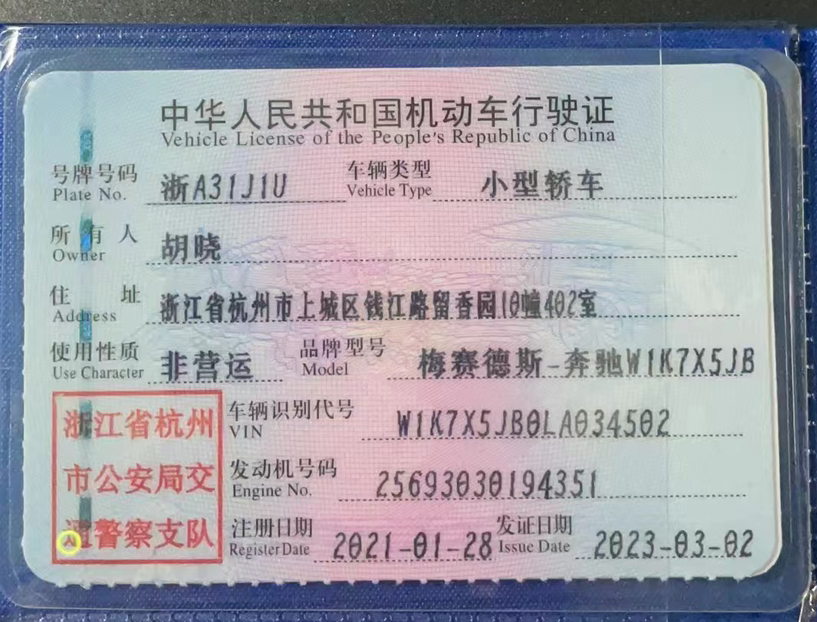 中华人民共和国机动车行驶证
Vehicle License of the People's Republic of China
号牌号码 浙A31J1U 车辆类型 小型轿车
Plate No. Vehicle Type
所有人 胡晓
Owner
住址 浙江省杭州市上城区钱江路留香园10幢402室
Address
使用性质 非营运 品牌型号 梅赛德斯-奔驰W1K7X5JB
Use Character Model
浙江省杭州 车辆识别代号 W1K7X5JB0LA034502
VIN
市公安局交 发动机号码 25693030194351
Engine No.
通警察支队 注册日期 2021-01-28 发证日期 2023-03-02
Register Date Issue Date